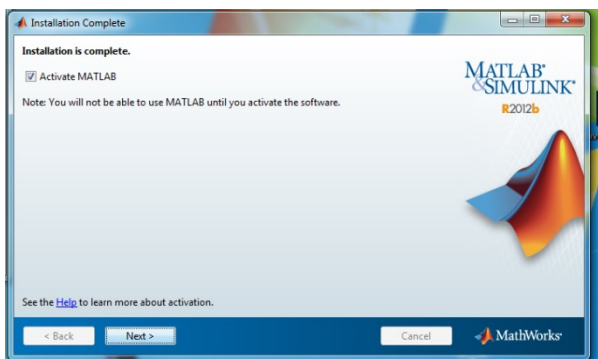 Installation Complete
Installation is complete.
Activate MATLAB
Note: You will not be able to use MATLAB until you activate the software.
MATLAB®
&SIMULINK®
R2012b
See the Help to learn more about activation.
< Back
Next >
Cancel
MathWorks®